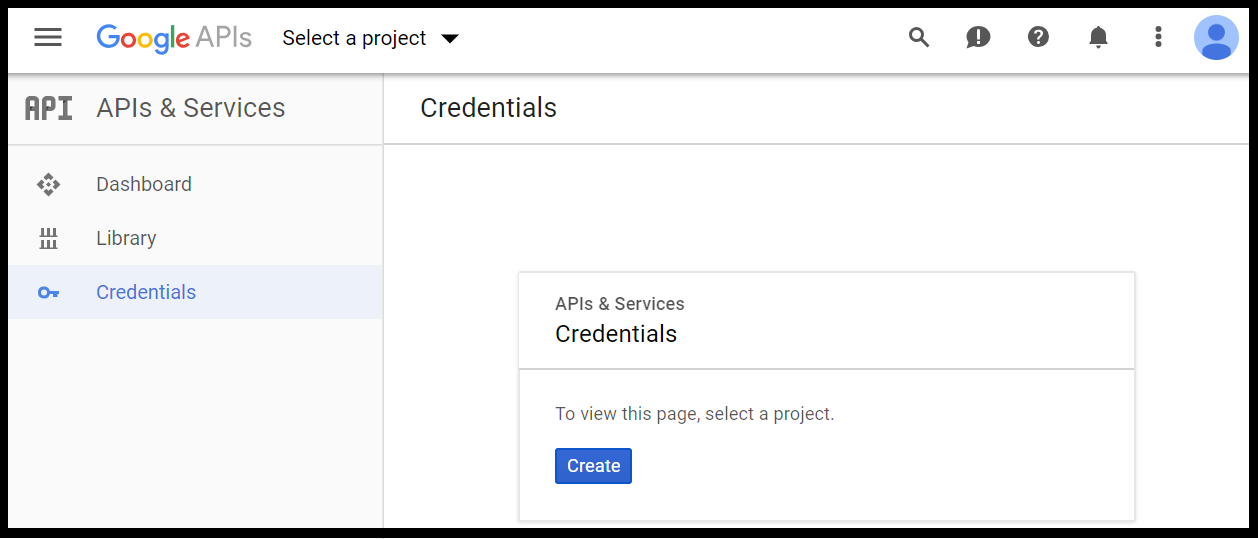 Google APIs Select a project
API APIs & Services
Credentials
Dashboard
Library
Credentials
APIs & Services
Credentials
To view this page, select a project.
Create